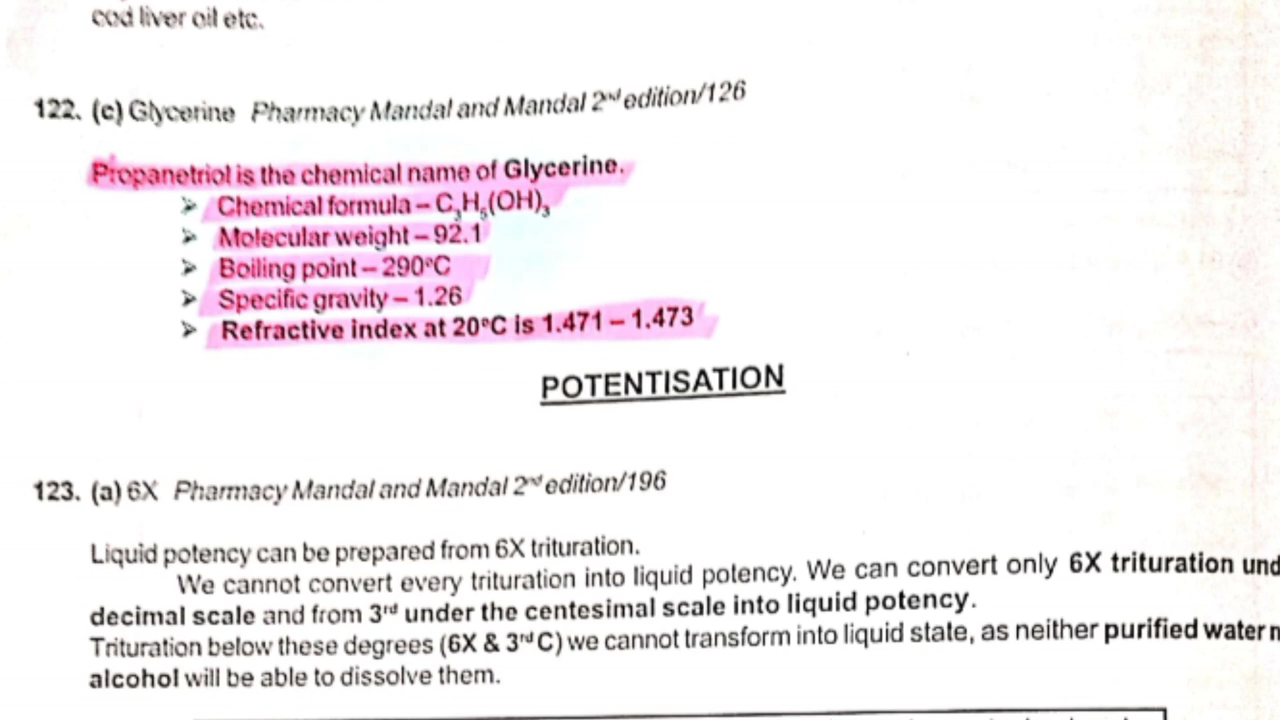 cod liver oil etc.
122. (c) Glycerine Pharmacy Mandal and Mandal 2nd edition/126
Propanetriol is the chemical name of Glycerine.
➢ Chemical formula – C₃H₅(OH)₃
➢ Molecular weight – 92.1
➢ Boiling point – 290°C
➢ Specific gravity – 1.26
➢ Refractive index at 20°C is 1.471 – 1.473
POTENTISATION
123. (a) 6X Pharmacy Mandal and Mandal 2nd edition/196
Liquid potency can be prepared from 6X trituration.
We cannot convert every trituration into liquid potency. We can convert only 6X trituration
decimal scale and from 3rd under the centesimal scale into liquid potency.
Trituration below these degrees (6X & 3rd C) we cannot transform into liquid state, as neither purified water
alcohol will be able to dissolve them.